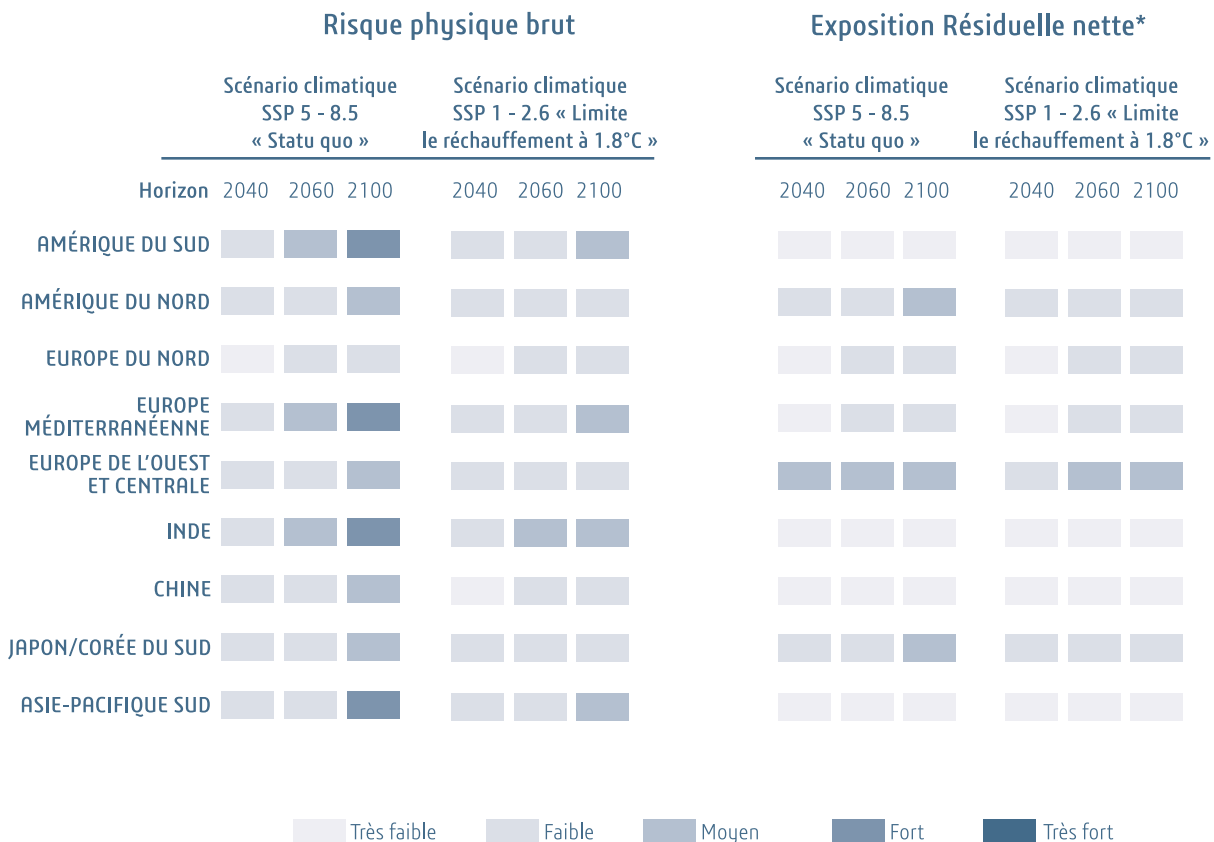 Risque physique brut
Exposition Résiduelle nette*
Scénario climatique
SSP 5 - 8.5
« Statu quo »
Scénario climatique
SSP 1 - 2.6 « Limite
le réchauffement à 1.8°C »
Scénario climatique
SSP 5 - 8.5
« Statu quo »
Scénario climatique
SSP 1 - 2.6 « Limite
le réchauffement à 1.8°C »
Horizon 2040 2060 2100 2040 2060 2100 2040 2060 2100 2040 2060 2100
AMÉRIQUE DU SUD
AMÉRIQUE DU NORD
EUROPE DU NORD
EUROPE
MÉDITERRANÉENNE
EUROPE DE L'OUEST
ET CENTRALE
INDE
CHINE
JAPON/CORÉE DU SUD
ASIE-PACIFIQUE SUD
Très faible Faible Moyen Fort Très fort